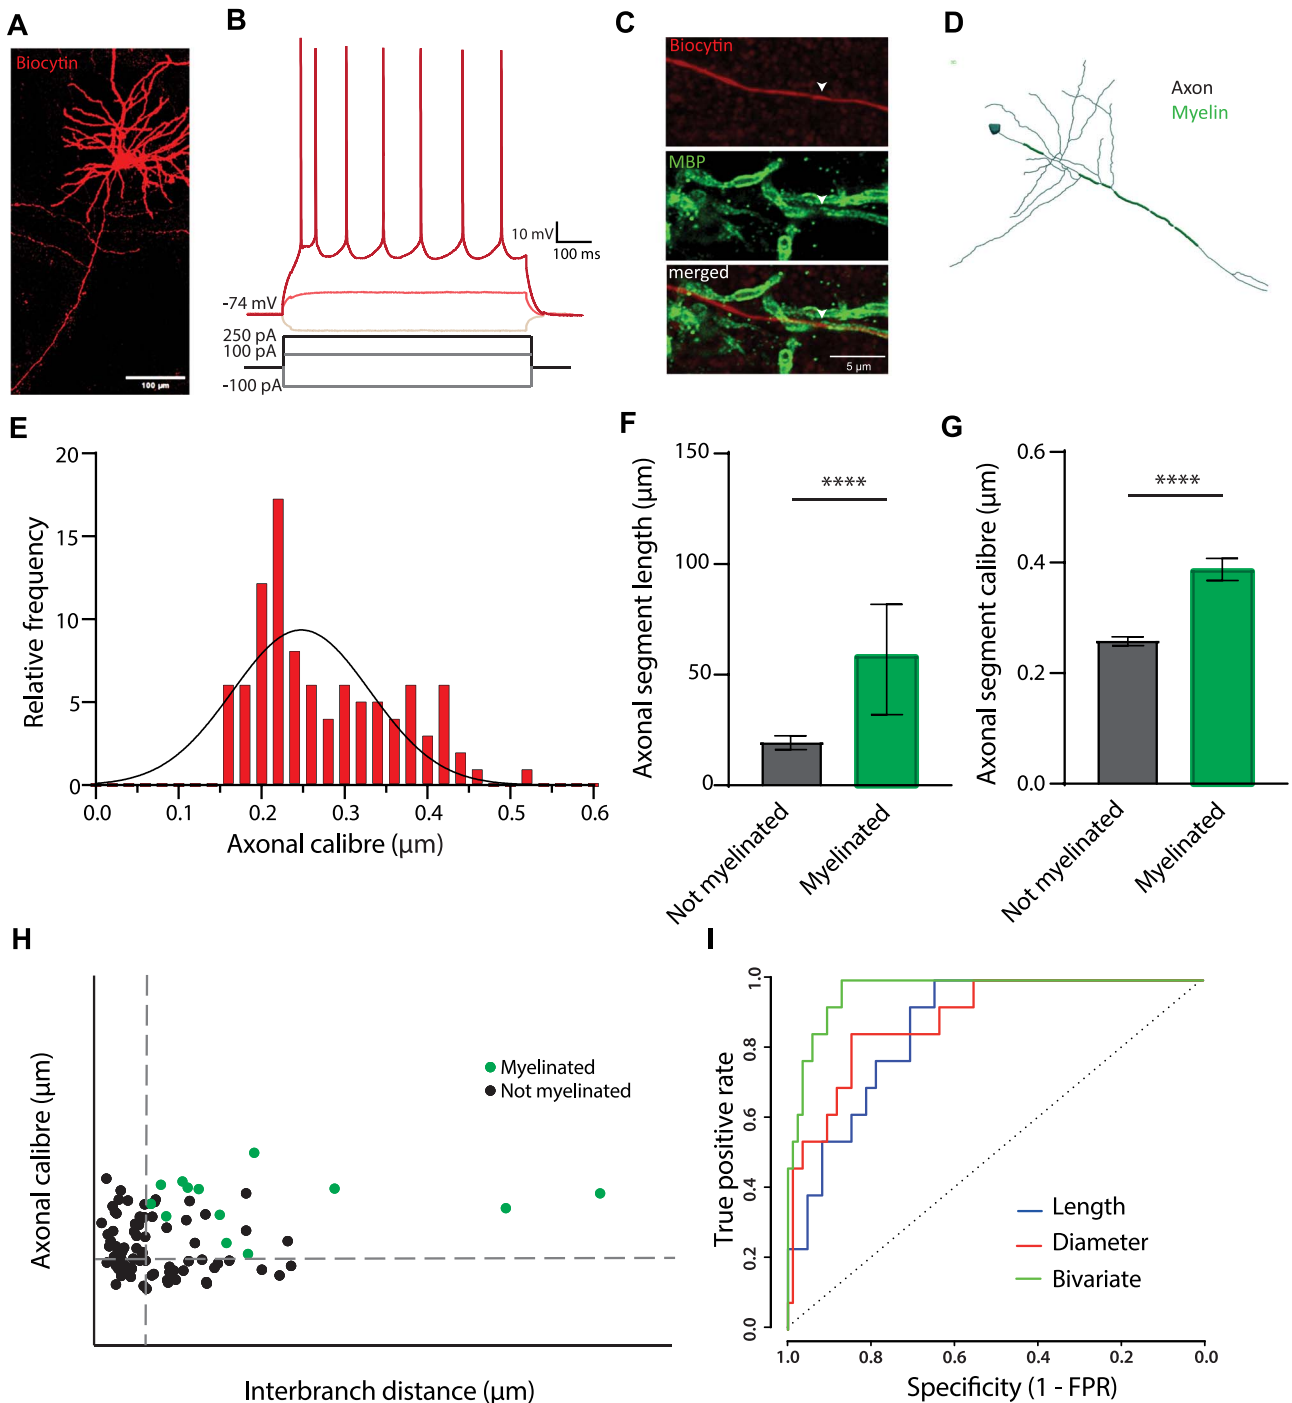 A
Biocytin
100 µm
B
10 mV
100 ms
-74 mV
250 pA
100 pA
-100 pA
C
Biocytin
MBP
merged
5 µm
D
Axon
Myelin
E
Relative frequency
20
15
10
5
0
0.0 0.1 0.2 0.3 0.4 0.5 0.6
Axonal calibre (µm)
F
Axonal segment length (µm)
150
100
50
0
****
Not myelinated
Myelinated
G
Axonal segment calibre (µm)
0.6
0.4
0.2
0.0
****
Not myelinated
Myelinated
H
Axonal calibre (µm)
Myelinated
Not myelinated
Interbranch distance (µm)
I
True positive rate
1.0
0.8
0.6
0.4
0.2
0.0
Length
Diameter
Bivariate
1.0 0.8 0.6 0.4 0.2 0.0
Specificity (1 - FPR)